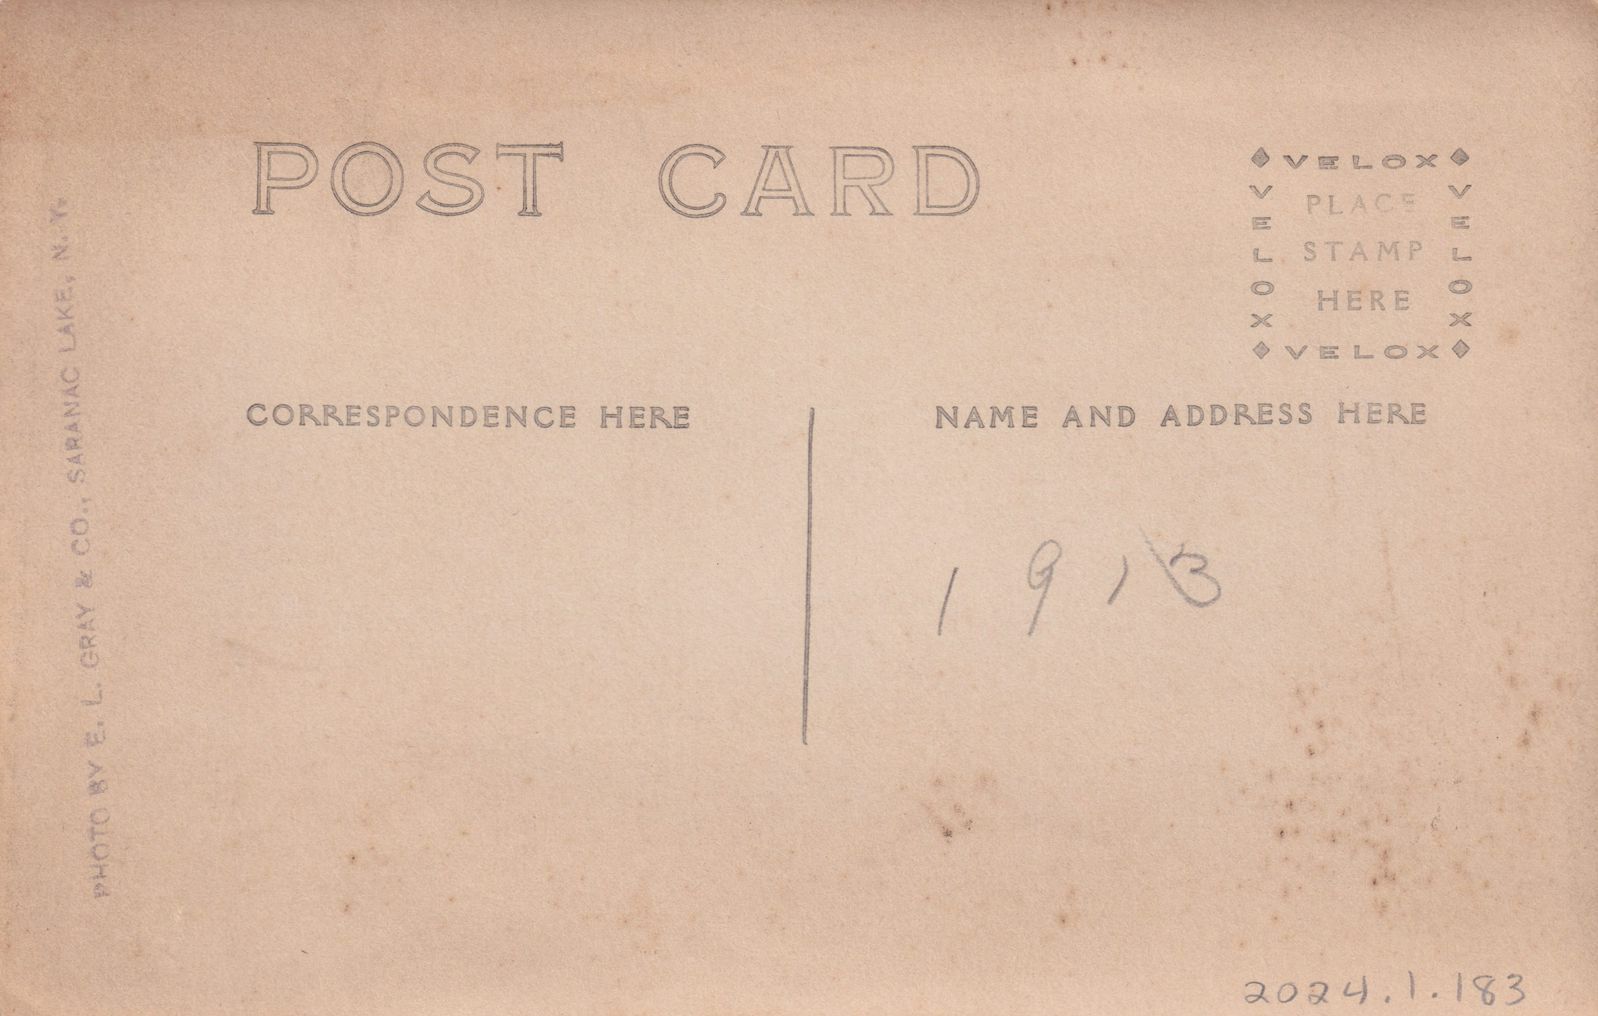 POST CARD
VELOX
VELOX
VELOX
PLACE
STAMP
HERE
VELOX
CORRESPONDENCE HERE
NAME AND ADDRESS HERE
1913
PHOTO BY E. L. GRAY & CO., SARANAC LAKE, N. Y.
2024.1.183